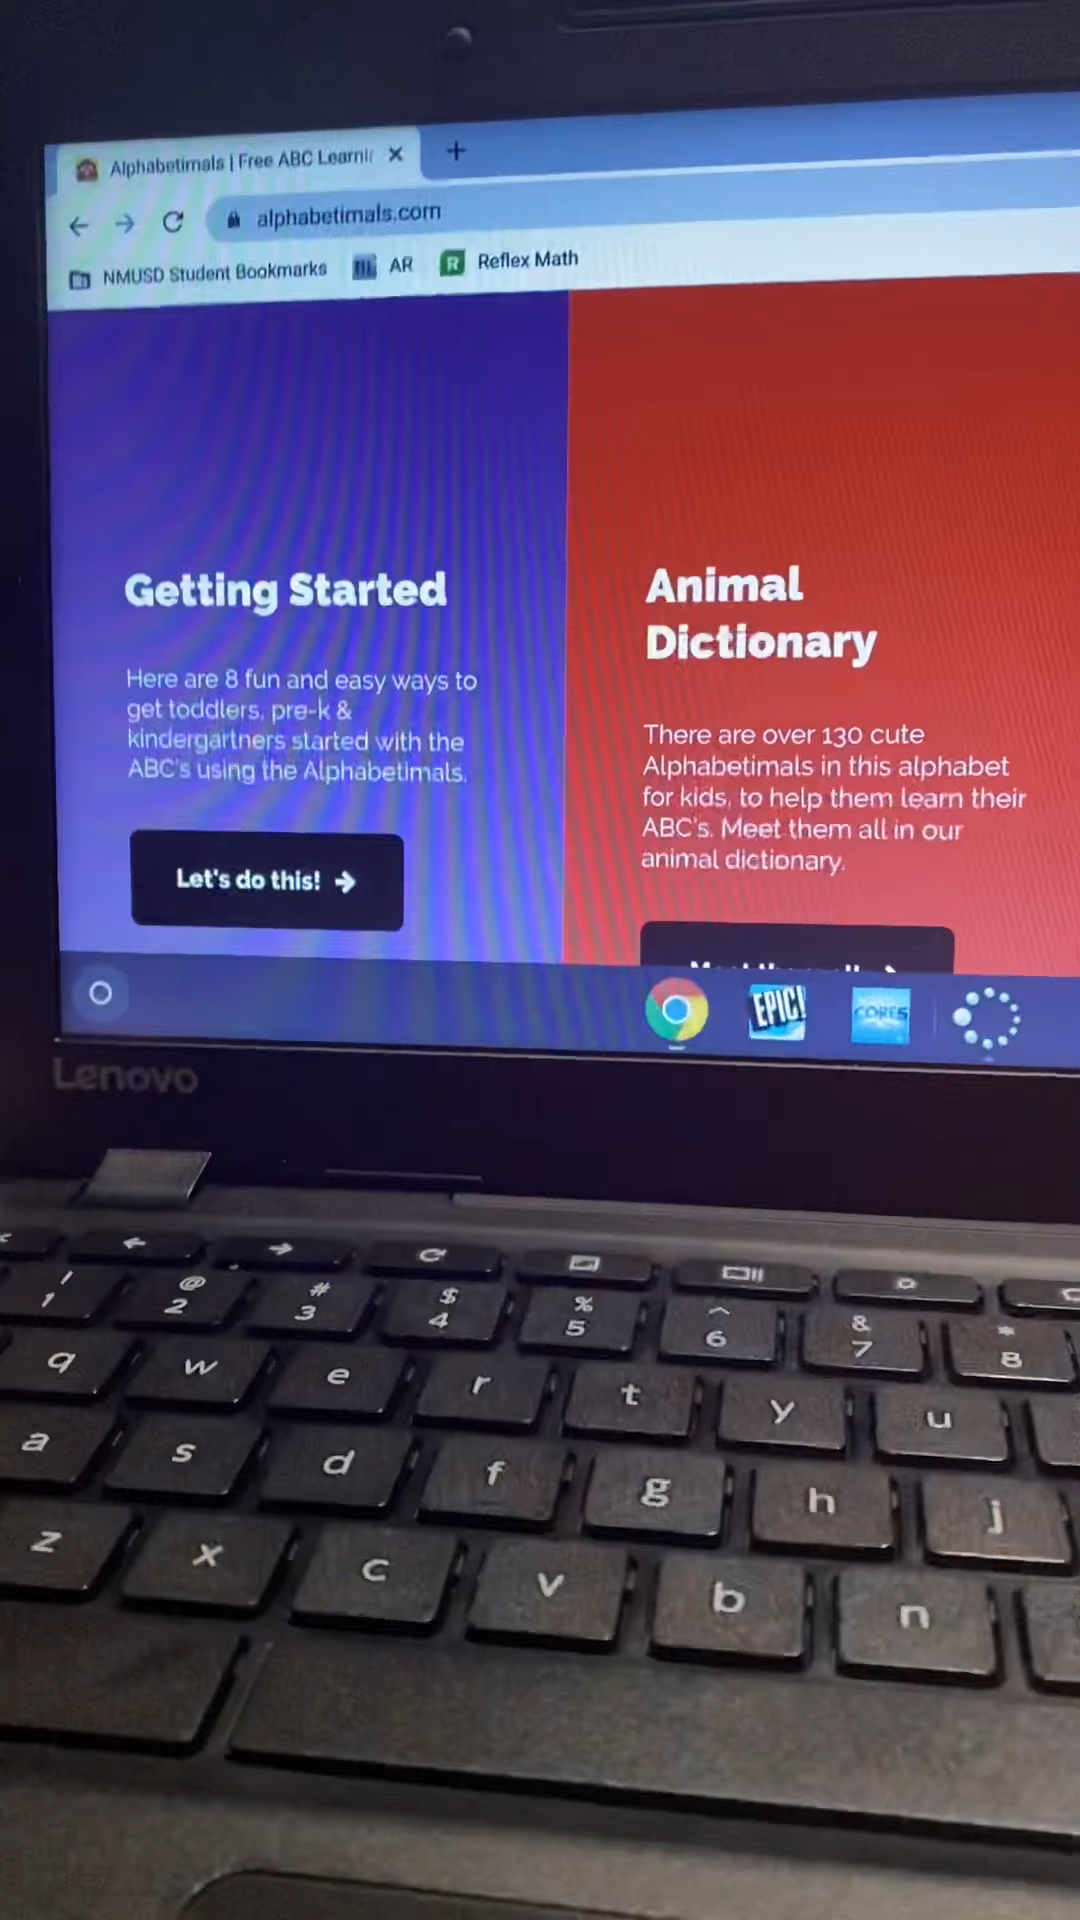 Alphabetimals | Free ABC Learni
alphabetimals.com
NMUSD Student Bookmarks AR R Reflex Math
Getting Started
Here are 8 fun and easy ways to
get toddlers, pre-k &
kindergartners started with the
ABC's using the Alphabetimals.
Let's do this!
Animal
Dictionary
There are over 130 cute
Alphabetimals in this alphabet
for kids, to help them learn their
ABC's. Meet them all in our
animal dictionary.
EPIC!
CORE5
Lenovo
! @ # $ % ^ & *
1 2 3 4 5 6 7 8
q w e r t y u
a s d f g h j
z x c v b n